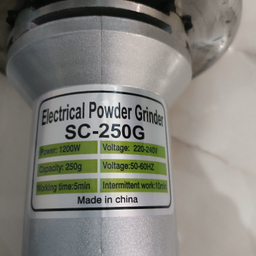 Electrical Powder Grinder
SC-250G
Power: 1200W Voltage: 220-240V
Capacity: 250g Voltage:50-60HZ
Working time:5min Intermittent work:10min
Made in china